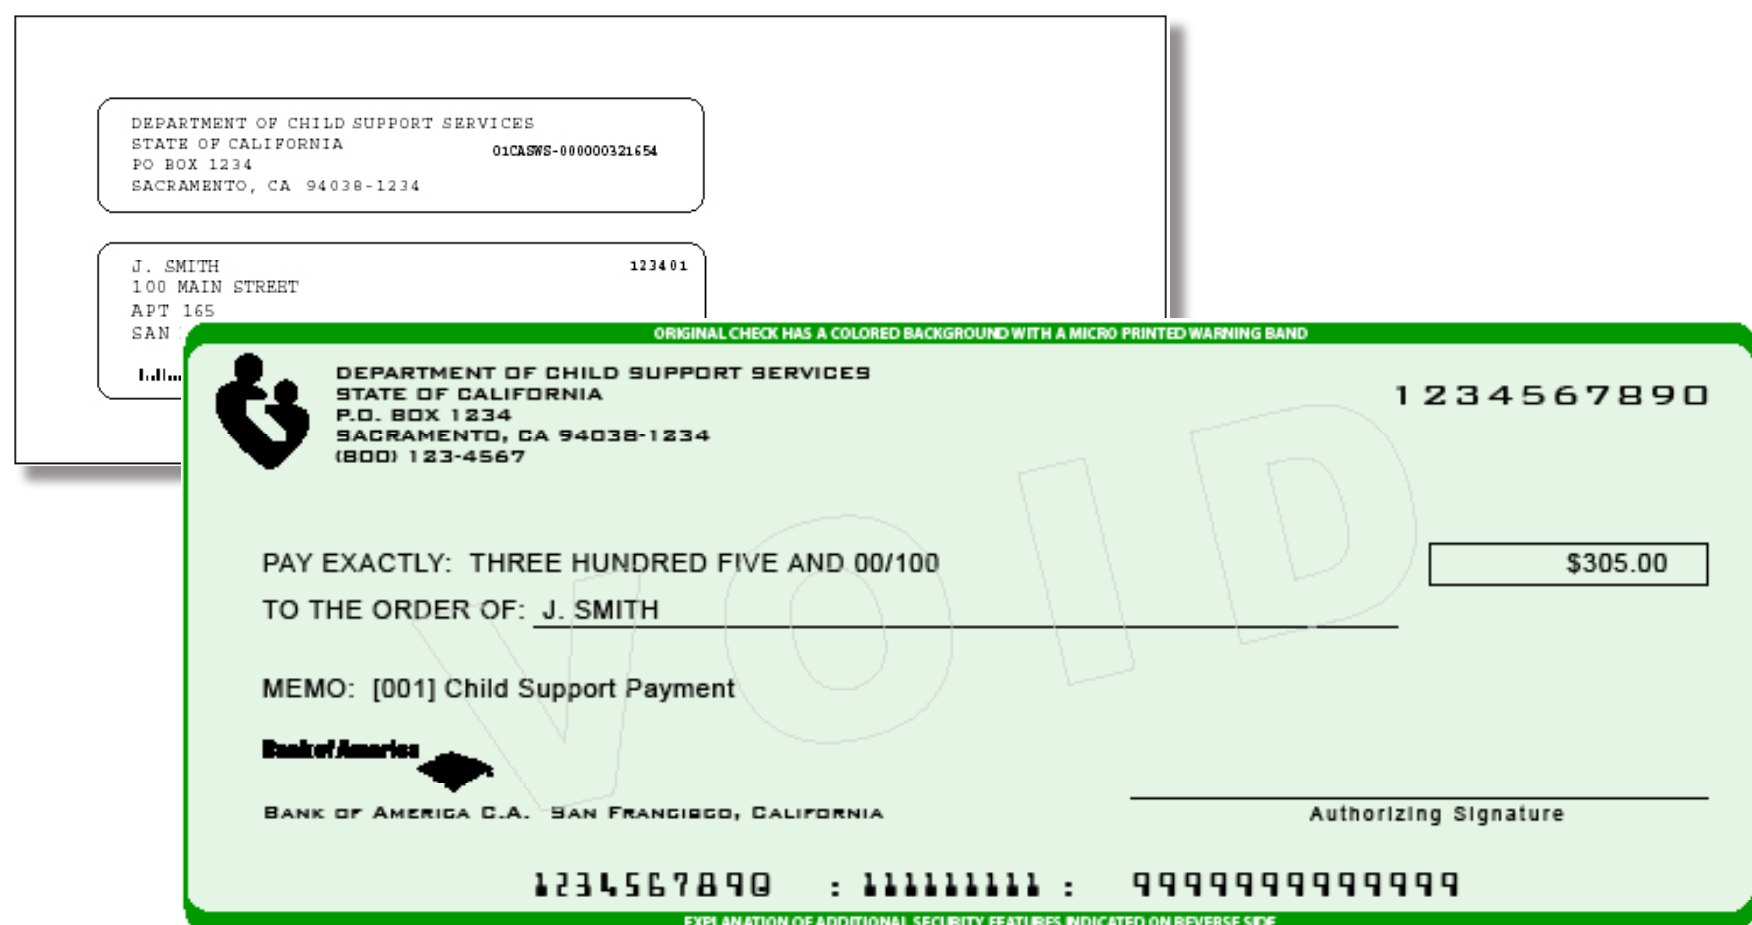 DEPARTMENT OF CHILD SUPPORT SERVICES
STATE OF CALIFORNIA
01CASWS-000000321654
PO BOX 1234
SACRAMENTO, CA 94038-1234
J. SMITH 123401
100 MAIN STREET
APT 165
SAN
ORIGINAL CHECK HAS A COLORED BACKGROUND WITH A MICRO PRINTED WARNING BAND
DEPARTMENT OF CHILD SUPPORT SERVICES
STATE OF CALIFORNIA
P.O. BOX 1234
SACRAMENTO, CA 94038-1234
(800) 123-4567
1234567890
VOID
PAY EXACTLY: THREE HUNDRED FIVE AND 00/100 $305.00
TO THE ORDER OF: J. SMITH
MEMO: [001] Child Support Payment
Bank of America
BANK OF AMERICA C.A. SAN FRANCISCO, CALIFORNIA
Authorizing Signature
1234567890 : 111111111 : 99999999999999
EXPLANATION OF ADDITIONAL SECURITY FEATURES INDICATED ON REVERSE SIDE